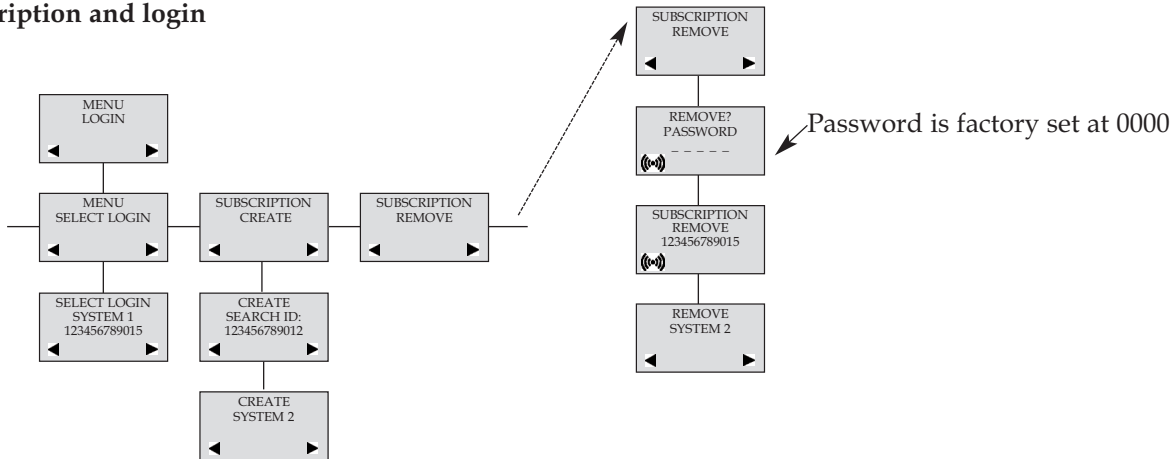 ription and login
MENU
LOGIN
MENU
SELECT LOGIN
SELECT LOGIN
SYSTEM 1
123456789015
SUBSCRIPTION
CREATE
CREATE
SEARCH ID:
123456789012
CREATE
SYSTEM 2
SUBSCRIPTION
REMOVE
SUBSCRIPTION
REMOVE
REMOVE?
PASSWORD
_ _ _ _ _
Password is factory set at 0000
SUBSCRIPTION
REMOVE
123456789015
REMOVE
SYSTEM 2